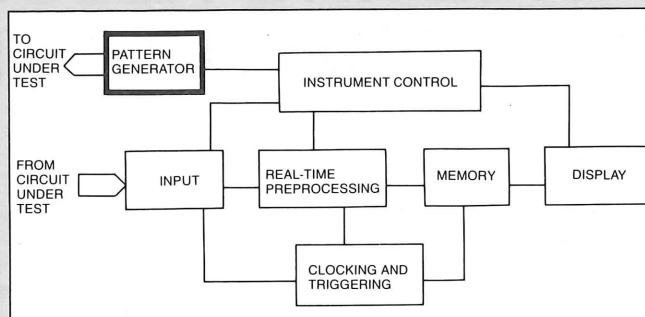 TO
CIRCUIT
UNDER
TEST
PATTERN
GENERATOR
INSTRUMENT CONTROL
FROM
CIRCUIT
UNDER
TEST
INPUT
REAL-TIME
PREPROCESSING
MEMORY
DISPLAY
CLOCKING AND
TRIGGERING